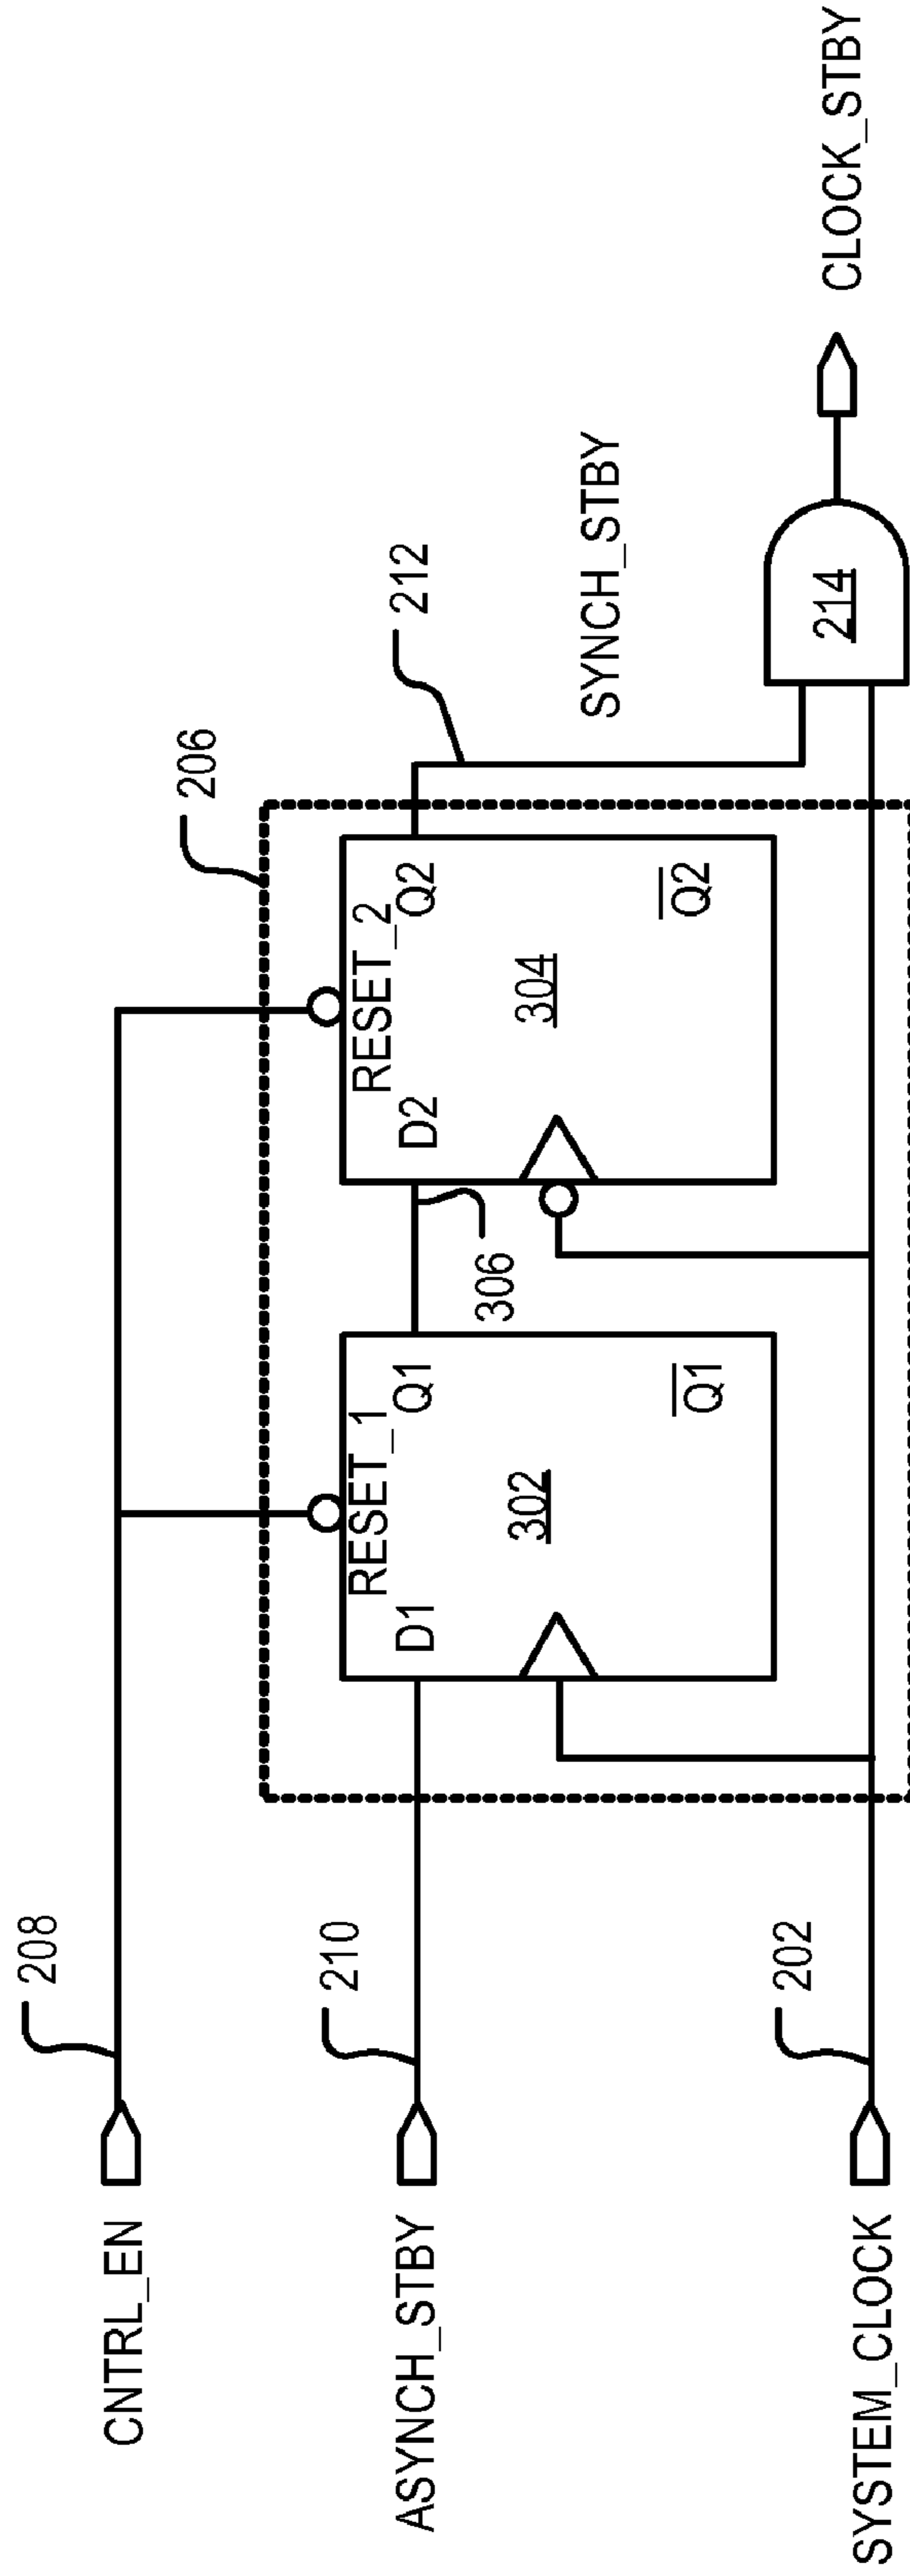 CNTRL_EN
208
206
RESET_1
RESET_2
212
ASYNCH_STBY
210
D1
Q1
306
D2
Q2
SYNCH_STBY
302
304
Q1
Q2
214
CLOCK_STBY
SYSTEM_CLOCK
202